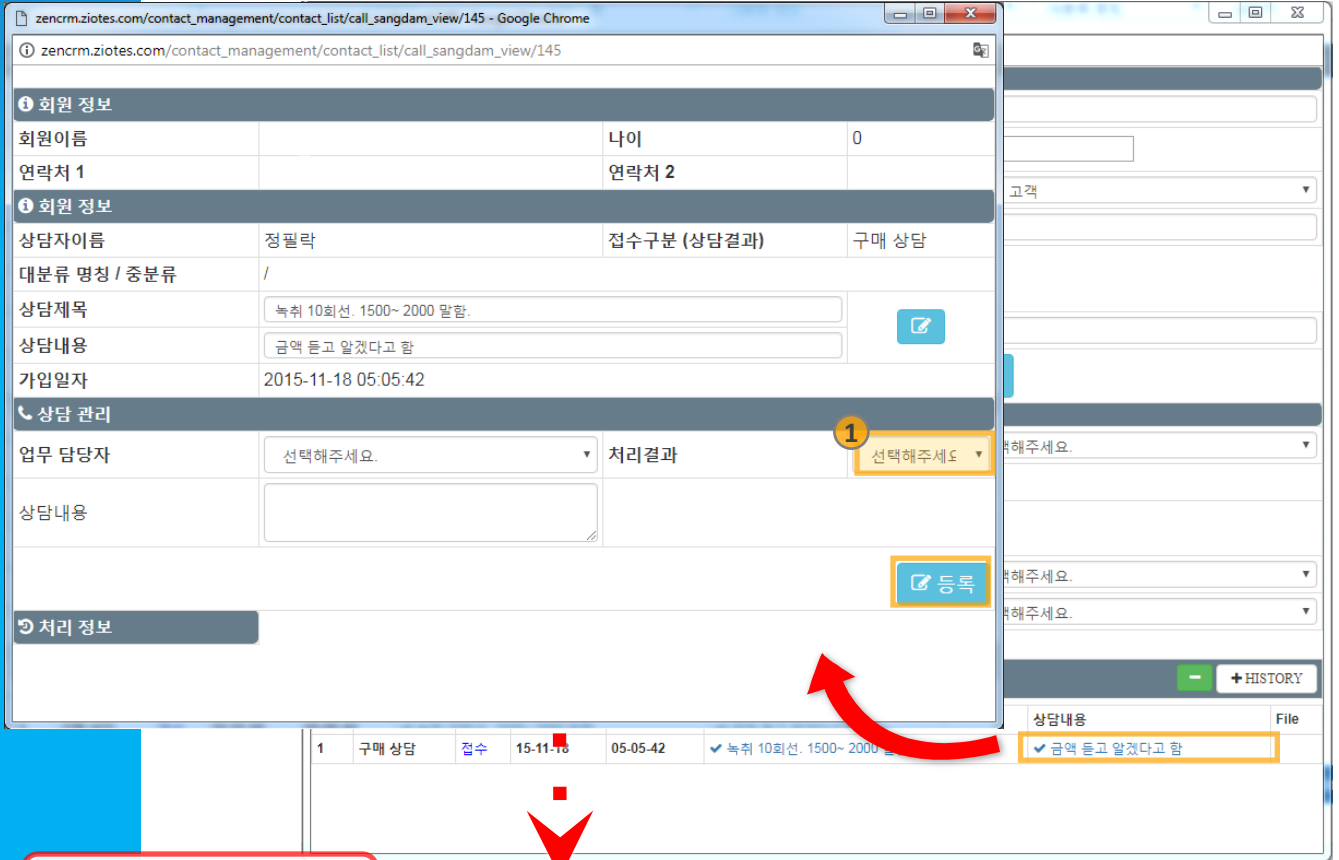 zencrm.ziotes.com/contact_management/contact_list/call_sangdam_view/145 - Google Chrome
zencrm.ziotes.com/contact_management/contact_list/call_sangdam_view/145
회원 정보
회원이름 나이 0
연락처 1 연락처 2
고객
회원 정보
상담자이름 정필락 접수구분 (상담결과) 구매 상담
대분류 명칭 / 중분류 /
상담제목 녹취 10회선. 1500~ 2000 말함.
상담내용 금액 듣고 알겠다고 함
가입일자 2015-11-18 05:05:42
상담 관리
1
업무 담당자 선택해주세요. 처리결과 선택해주세요
해주세요.
상담내용
등록
해주세요.
해주세요.
처리 정보
HISTORY
상담내용 File
1 구매 상담 접수 15-11-18 05-05-42 녹취 10회선. 1500~ 2000 금액 듣고 알겠다고 함